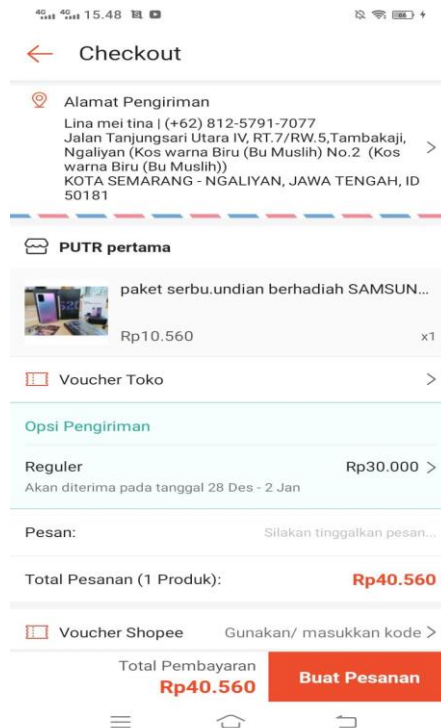 4G 4G 15.48
86
Checkout
Alamat Pengiriman
Lina mei tina | (+62) 812-5791-7077
Jalan Tanjungsari Utara IV, RT.7/RW.5,Tambakaji,
Ngaliyan (Kos warna Biru (Bu Muslih) No.2 (Kos
warna Biru (Bu Muslih))
KOTA SEMARANG - NGALIYAN, JAWA TENGAH, ID
50181
PUTR pertama
paket serbu.undian berhadiah SAMSUN...
Rp10.560 x1
Voucher Toko
Opsi Pengiriman
Reguler Rp30.000
Akan diterima pada tanggal 28 Des - 2 Jan
Pesan: Silakan tinggalkan pesan...
Total Pesanan (1 Produk): Rp40.560
Voucher Shopee Gunakan/ masukkan kode
Total Pembayaran
Rp40.560
Buat Pesanan